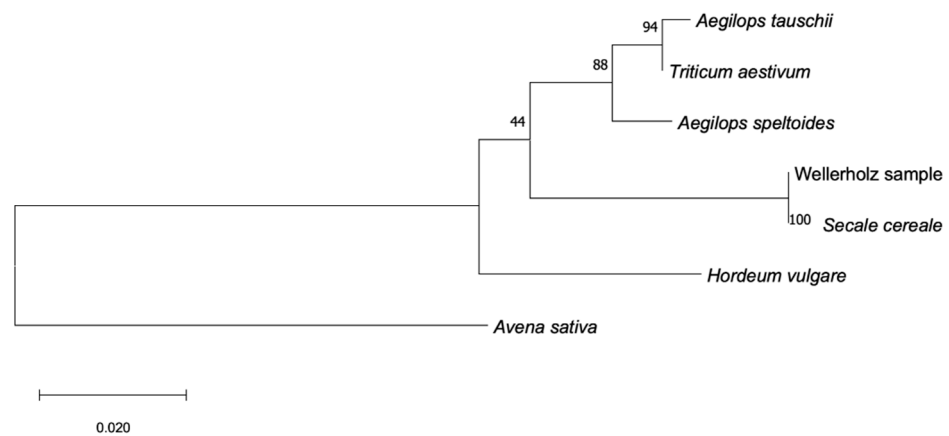 94
Aegilops tauschii
88
Triticum aestivum
44
Aegilops speltoides
Wellerholz sample
100
Secale cereale
Hordeum vulgare
Avena sativa
0.020